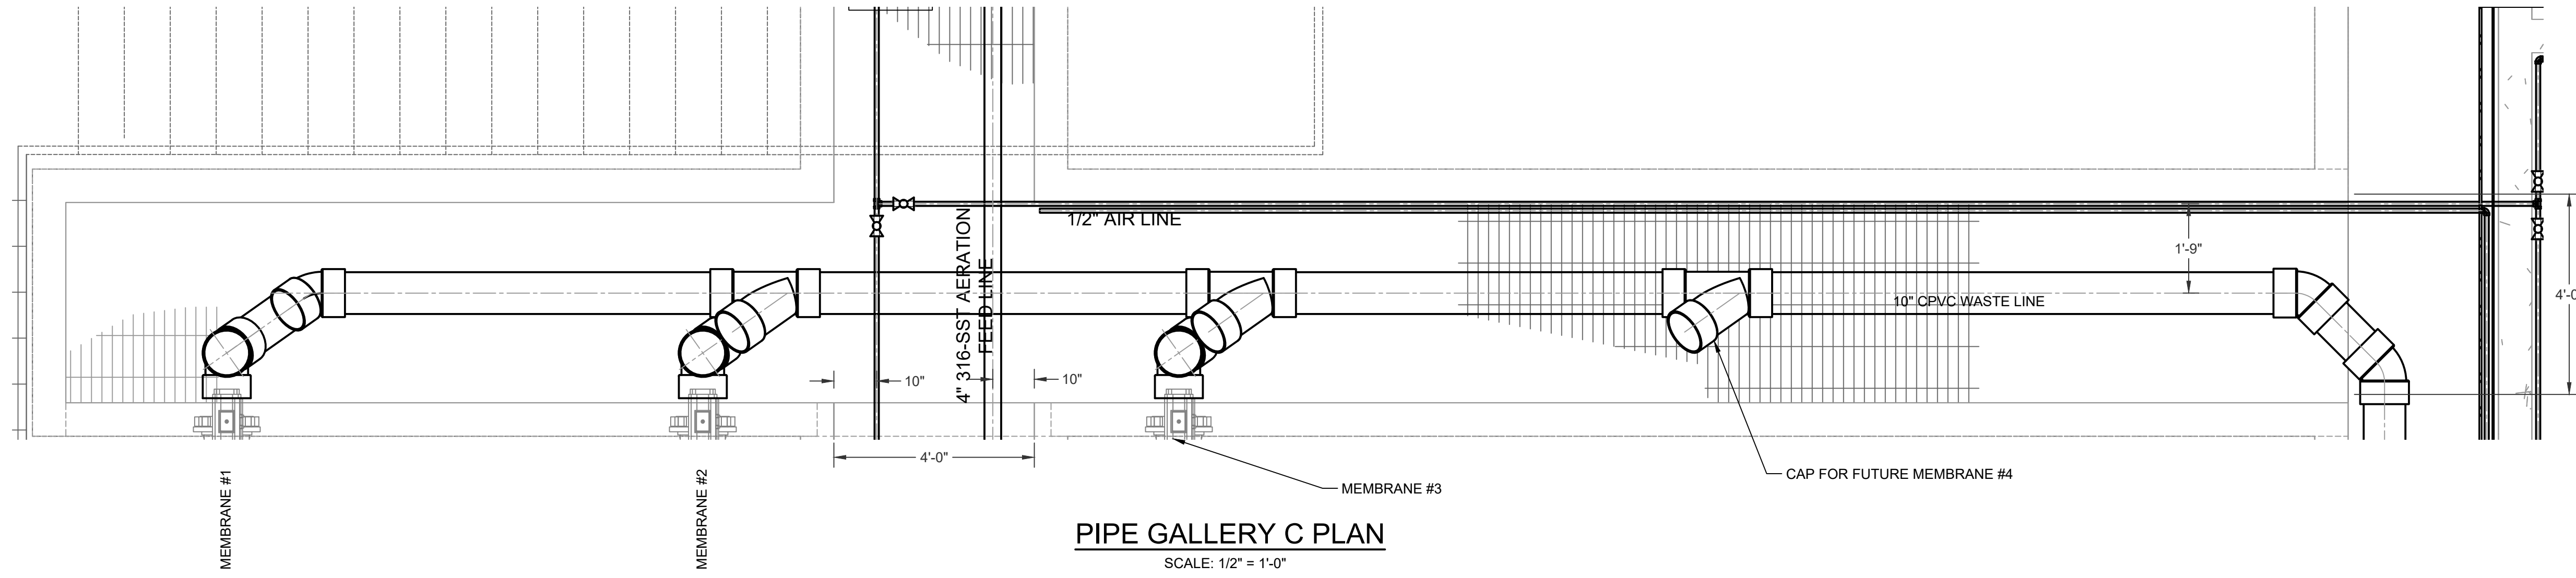 1/2" AIR LINE
4" 316-SST AERATION
FEED LINE
1'-9"
10" CPVC WASTE LINE
4'-0
10"
10"
4'-0"
MEMBRANE #1
MEMBRANE #2
MEMBRANE #3
CAP FOR FUTURE MEMBRANE #4
PIPE GALLERY C PLAN
SCALE: 1/2" = 1'-0"